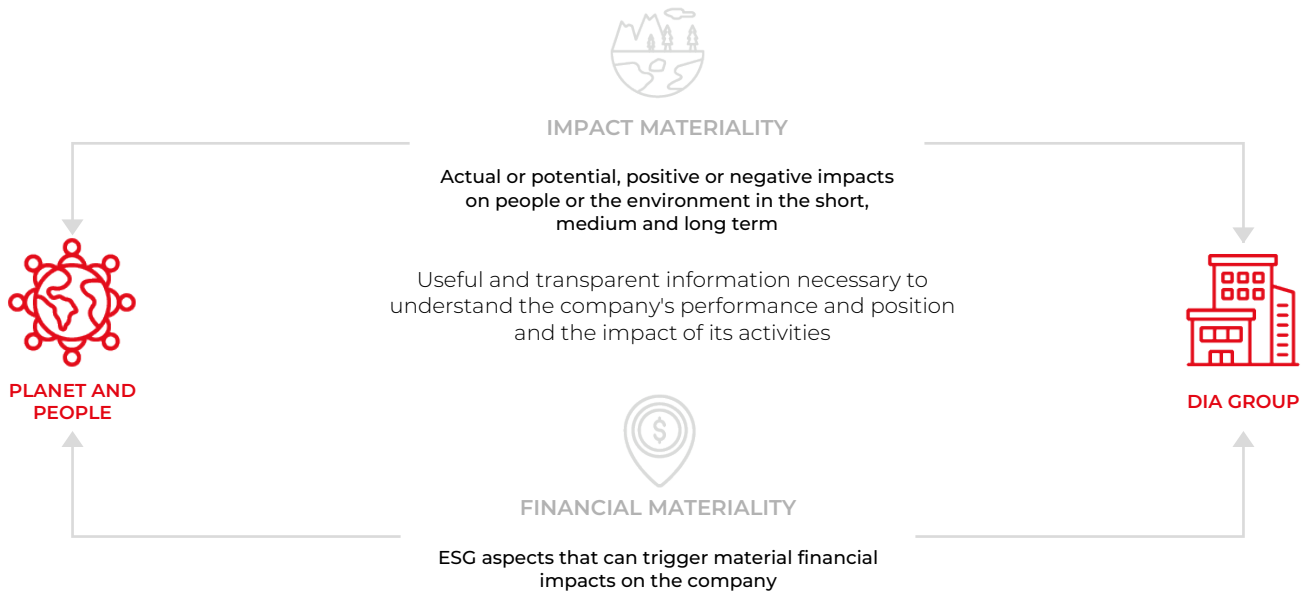 IMPACT MATERIALITY
Actual or potential, positive or negative impacts
on people or the environment in the short,
medium and long term
Useful and transparent information necessary to
understand the company's performance and position
and the impact of its activities
PLANET AND
PEOPLE
DIA GROUP
$
FINANCIAL MATERIALITY
ESG aspects that can trigger material financial
impacts on the company